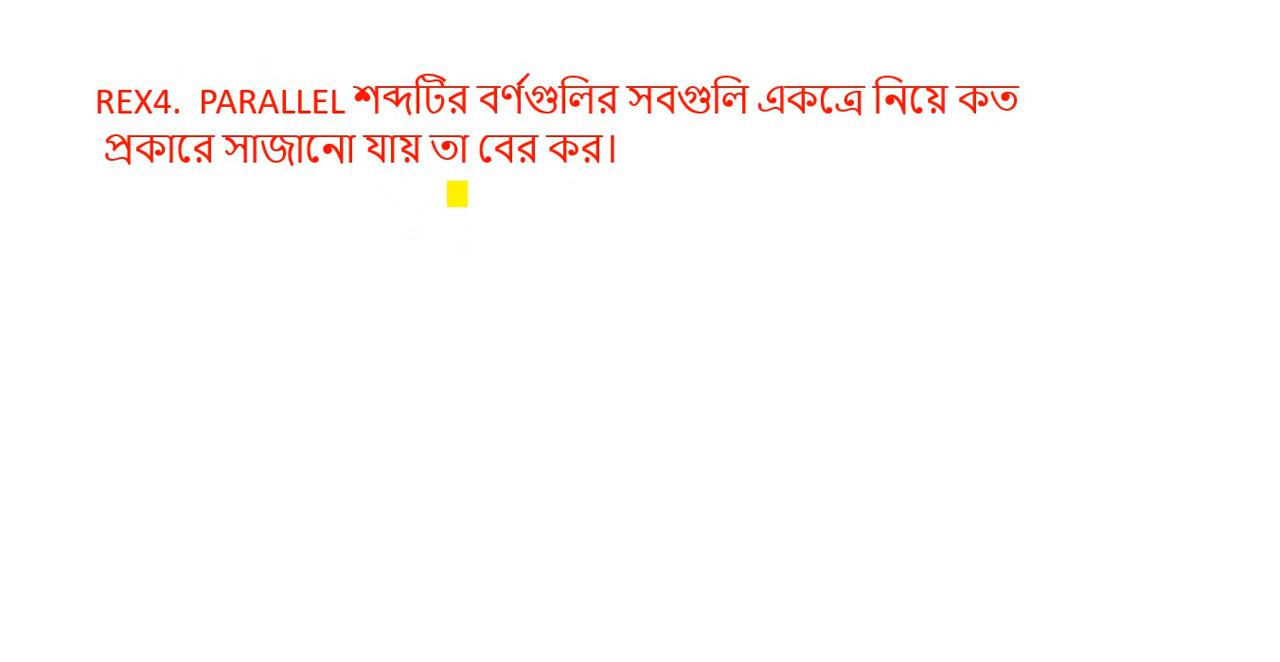 REX4. PARALLEL শব্দটির বর্ণগুলির সবগুলি একত্রে নিয়ে কত
প্রকারে সাজানো যায় তা বের কর।